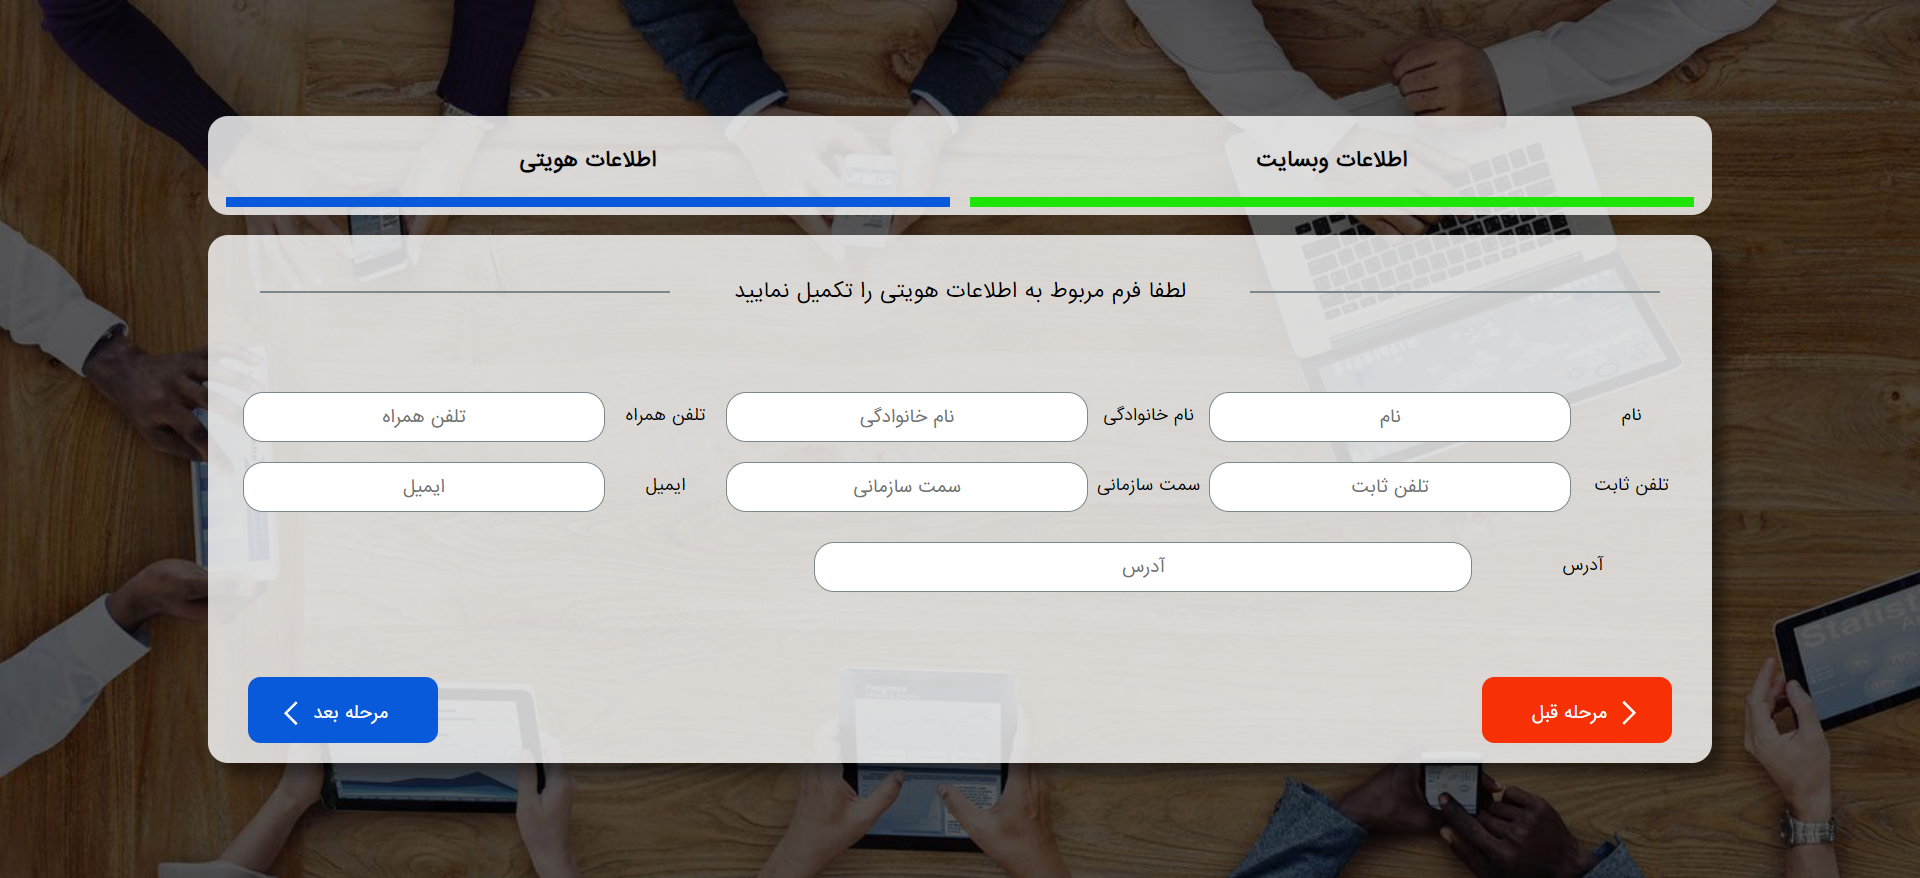 اطلاعات وبسایت
اطلاعات هویتی
لطفا فرم مربوط به اطلاعات هویتی را تکمیل نمایید
نام نام نام خانوادگی نام خانوادگی تلفن همراه تلفن همراه
تلفن ثابت تلفن ثابت سمت سازمانی سمت سازمانی ایمیل ایمیل
آدرس آدرس
مرحله قبل
مرحله بعد
Progress